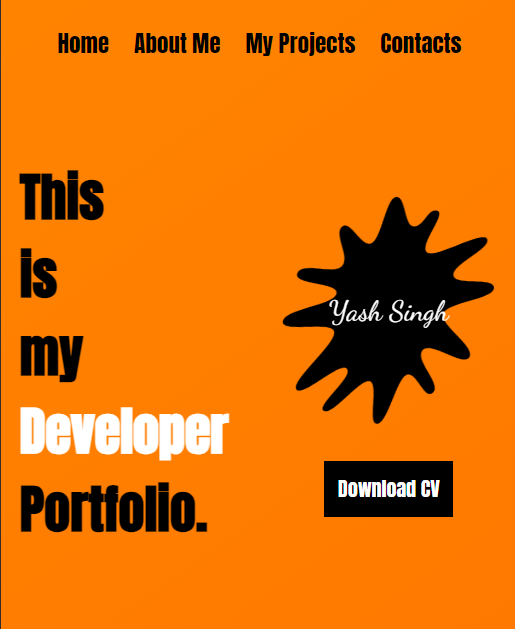 Home About Me My Projects Contacts
This
is
my
Developer
Portfolio.
Yash Singh
Download CV